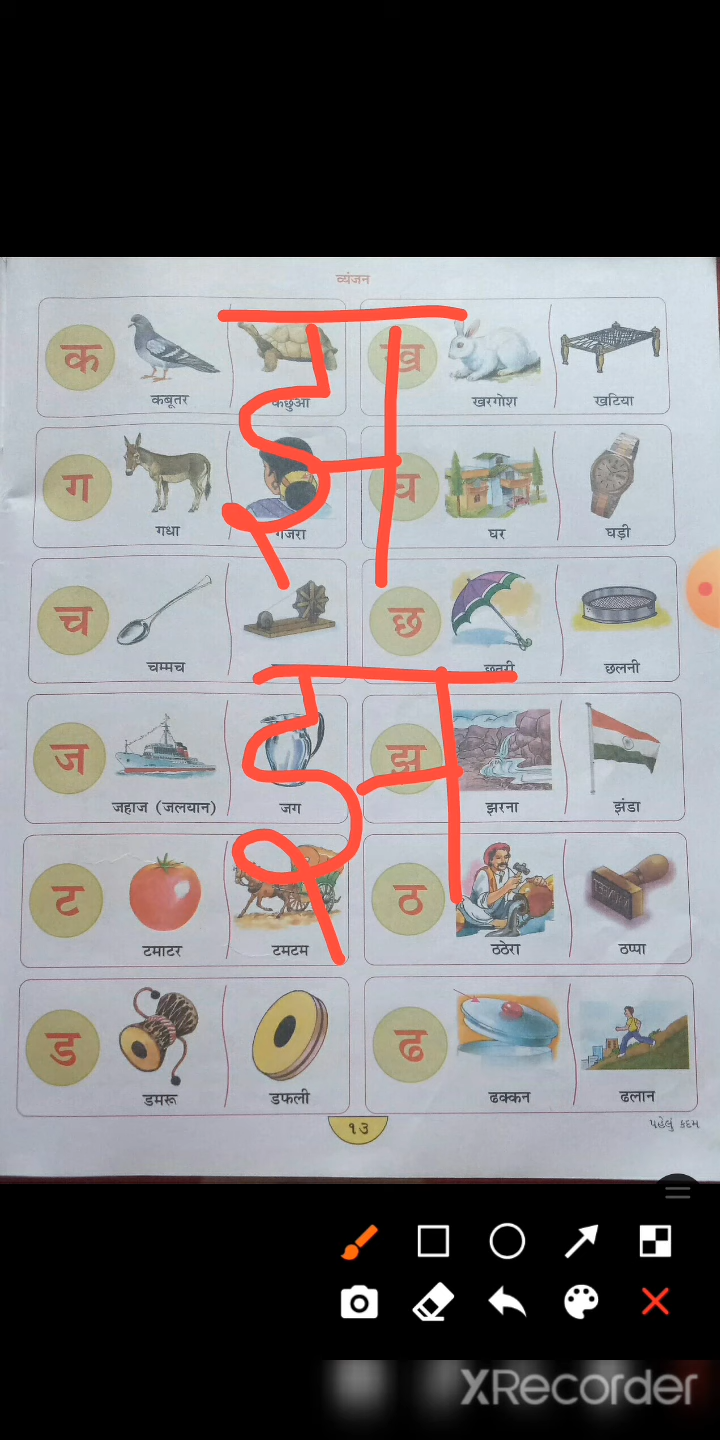 व्यंजन
क कबूतर कछुआ ख खरगोश खटिया
झ
ग गधा गजरा घ घर घड़ी
च चम्मच छ छतरी छलनी
झ
ज जहाज (जलयान) जग झ झरना झंडा
ट टमाटर टमटम ठ ठठेरा ठप्पा
ड डमरू डफली ढ ढक्कन ढलान
१३
પહેલું કદમ
XRecorder